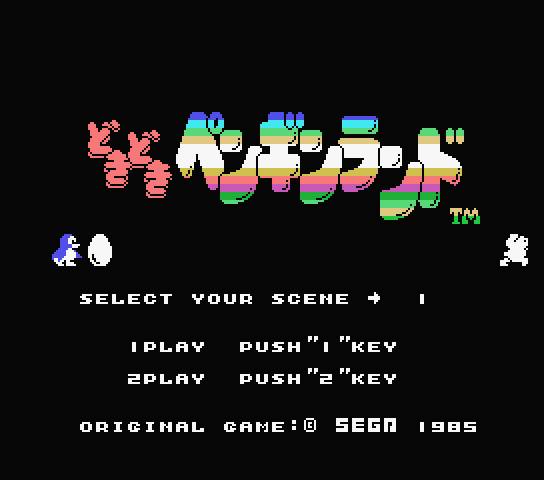 どきどき ペンギンランド
TM
SELECT YOUR SCENE → 1
1PLAY PUSH"1"KEY
2PLAY PUSH"2"KEY
ORIGINAL GAME:© SEGA 1985